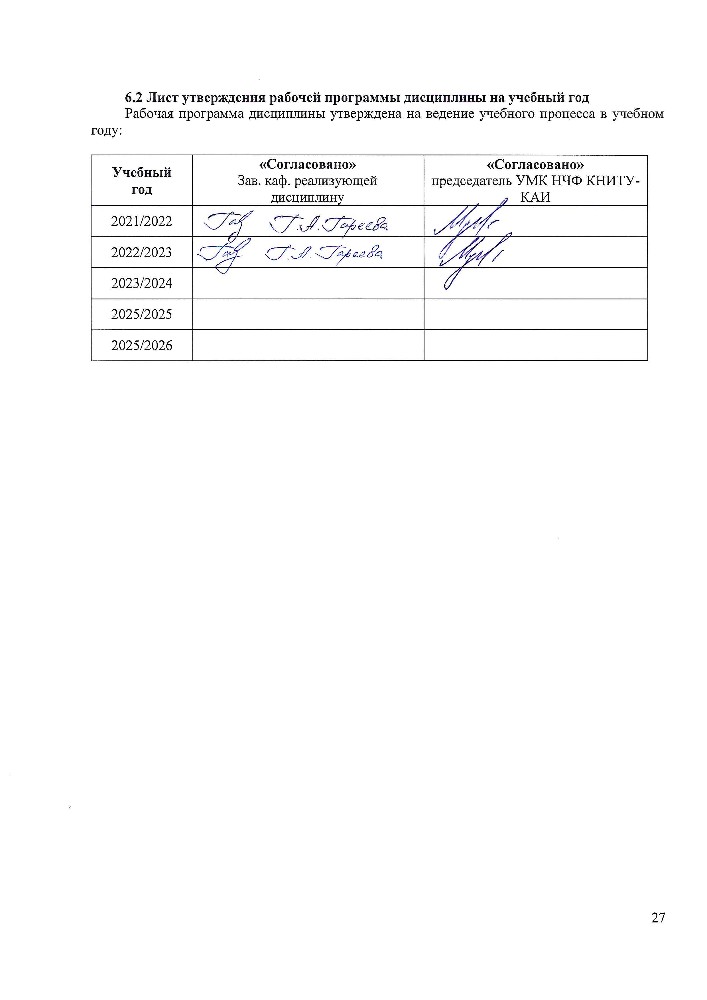 6.2 Лист утверждения рабочей программы дисциплины на учебный год
Рабочая программа дисциплины утверждена на ведение учебного процесса в учебном
году:
Учебный
год
«Согласовано»
Зав. каф. реализующей
дисциплину
«Согласовано»
председатель УМК НЧФ КНИТУ-
КАИ
2021/2022
Г.А. Гареева
2022/2023
Г.А. Гареева
2023/2024
2025/2025
2025/2026
27